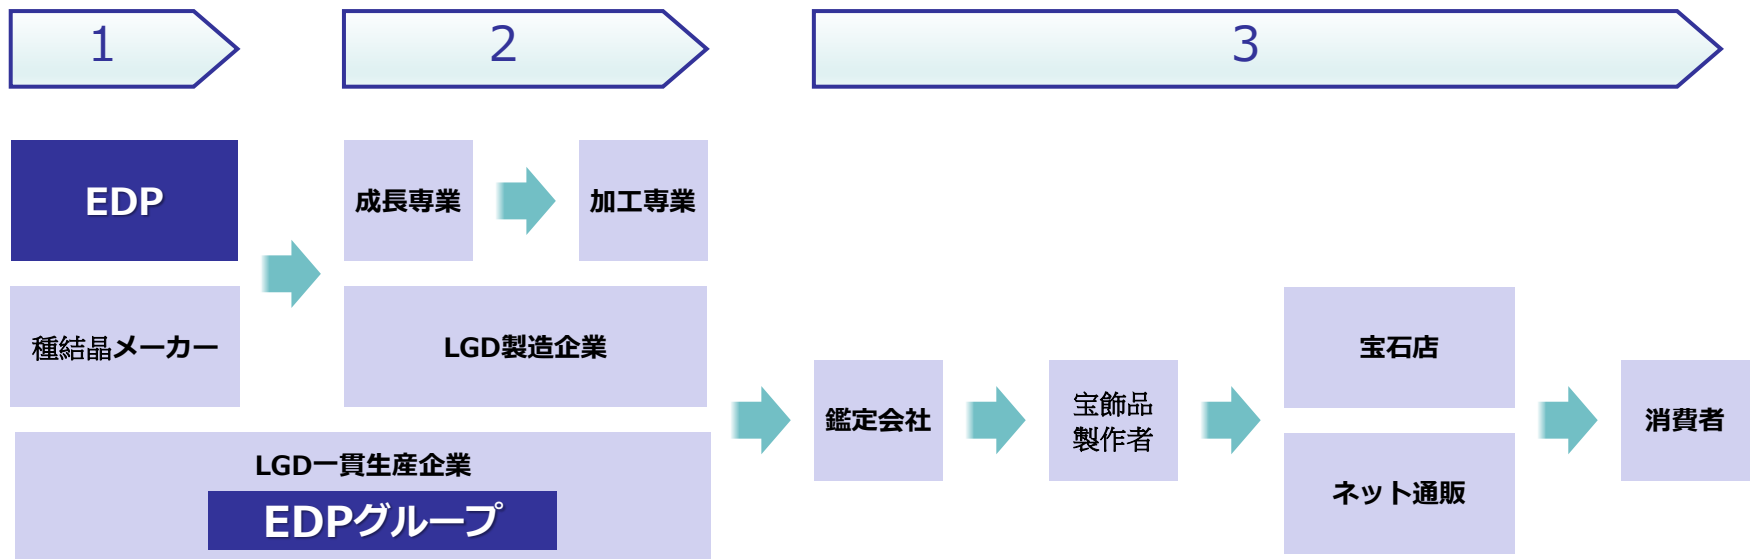 1
2
3
EDP
成長専業
加工専業
種結晶メーカー
LGD製造企業
LGD一貫生産企業
EDPグループ
鑑定会社
宝飾品
製作者
宝石店
ネット通販
消費者